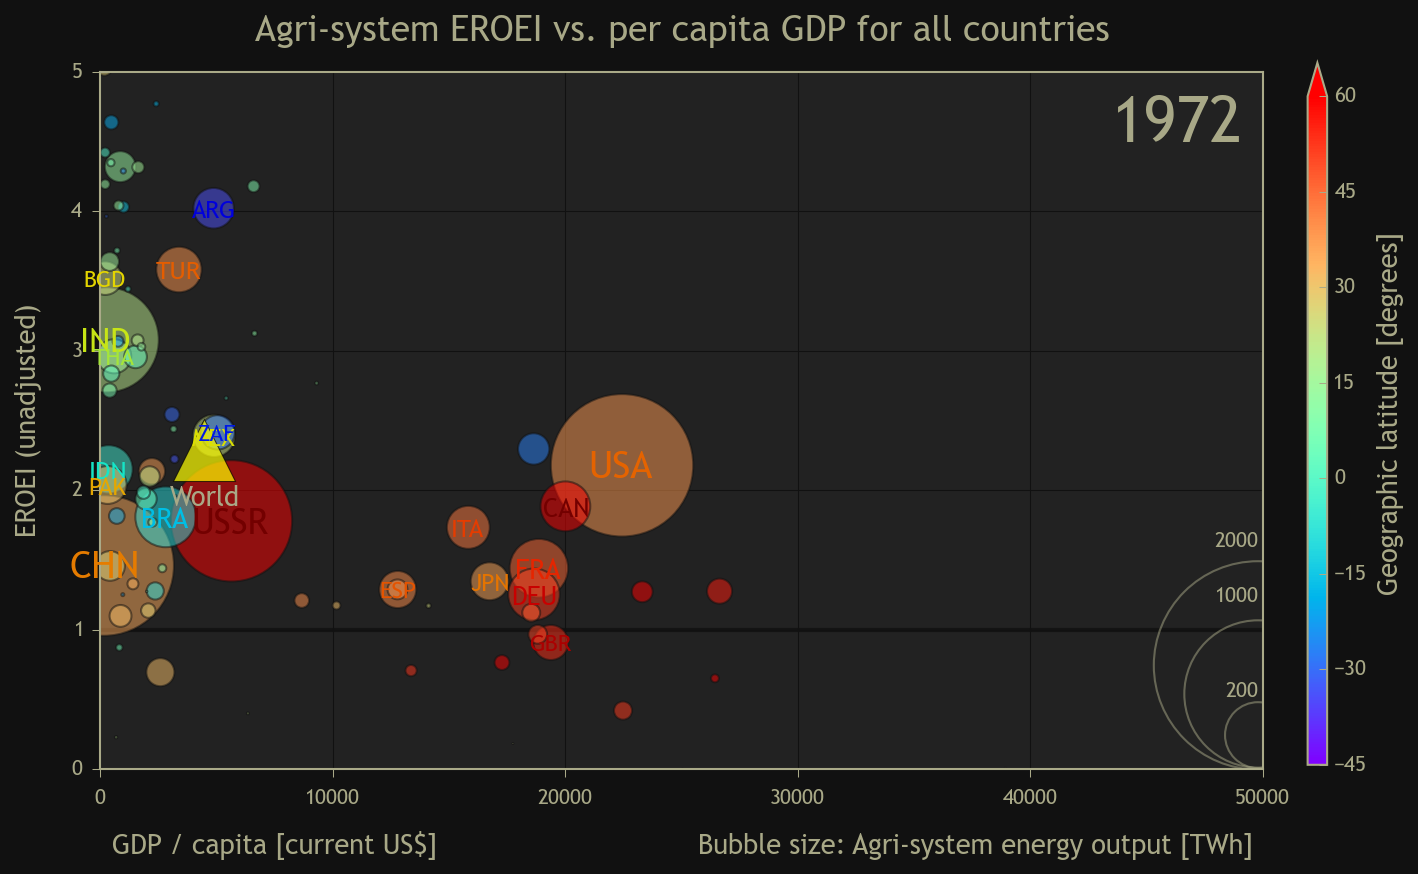 Agri-system EROEI vs. per capita GDP for all countries
1972
EROEI (unadjusted)
5
4
3
2
1
0
ARG
TUR
BGD
IND
THA
ZAF
IDN
PAK
World
BRA
USSR
CHN
USA
CAN
ITA
FRA
JPN
ESP
DEU
GBR
2000
1000
200
0
10000
20000
30000
40000
50000
GDP / capita [current US$]
Bubble size: Agri-system energy output [TWh]
60
45
30
15
0
−15
−30
−45
Geographic latitude [degrees]